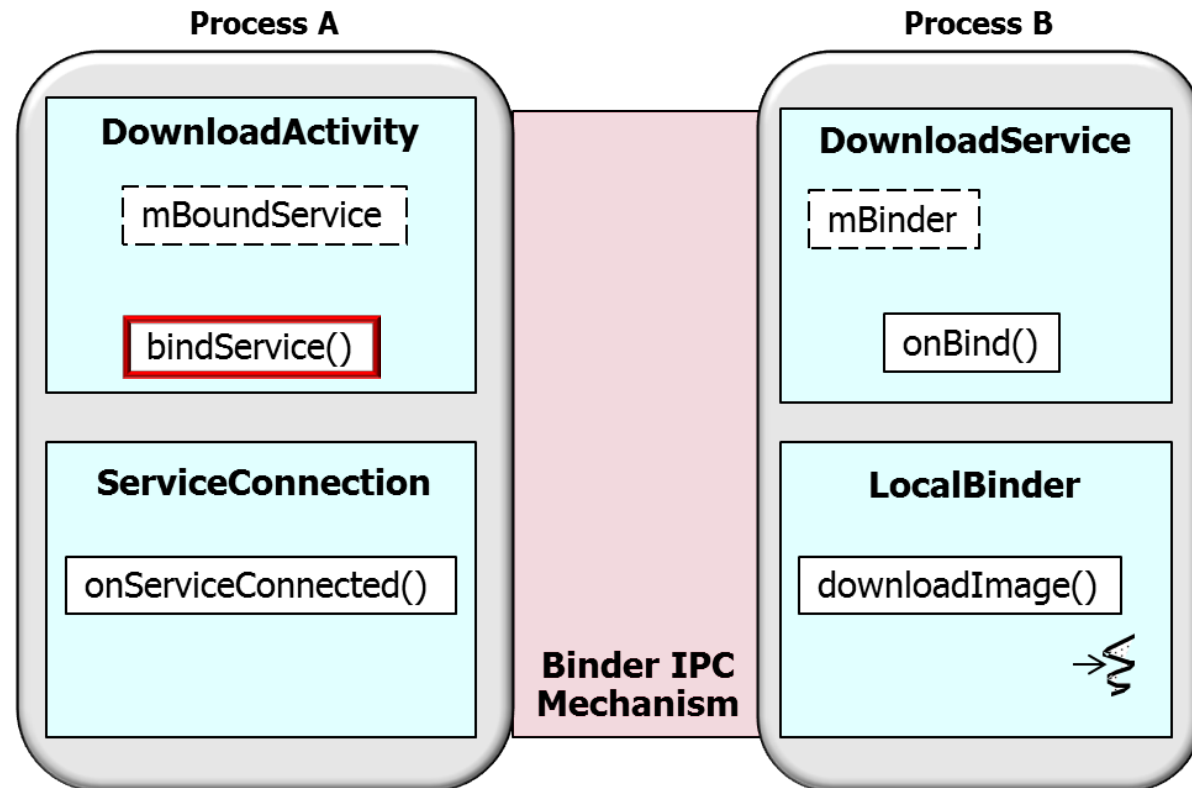 Process A
Process B
DownloadActivity
mBoundService
bindService()
ServiceConnection
onServiceConnected()
Binder IPC
Mechanism
DownloadService
mBinder
onBind()
LocalBinder
downloadImage()